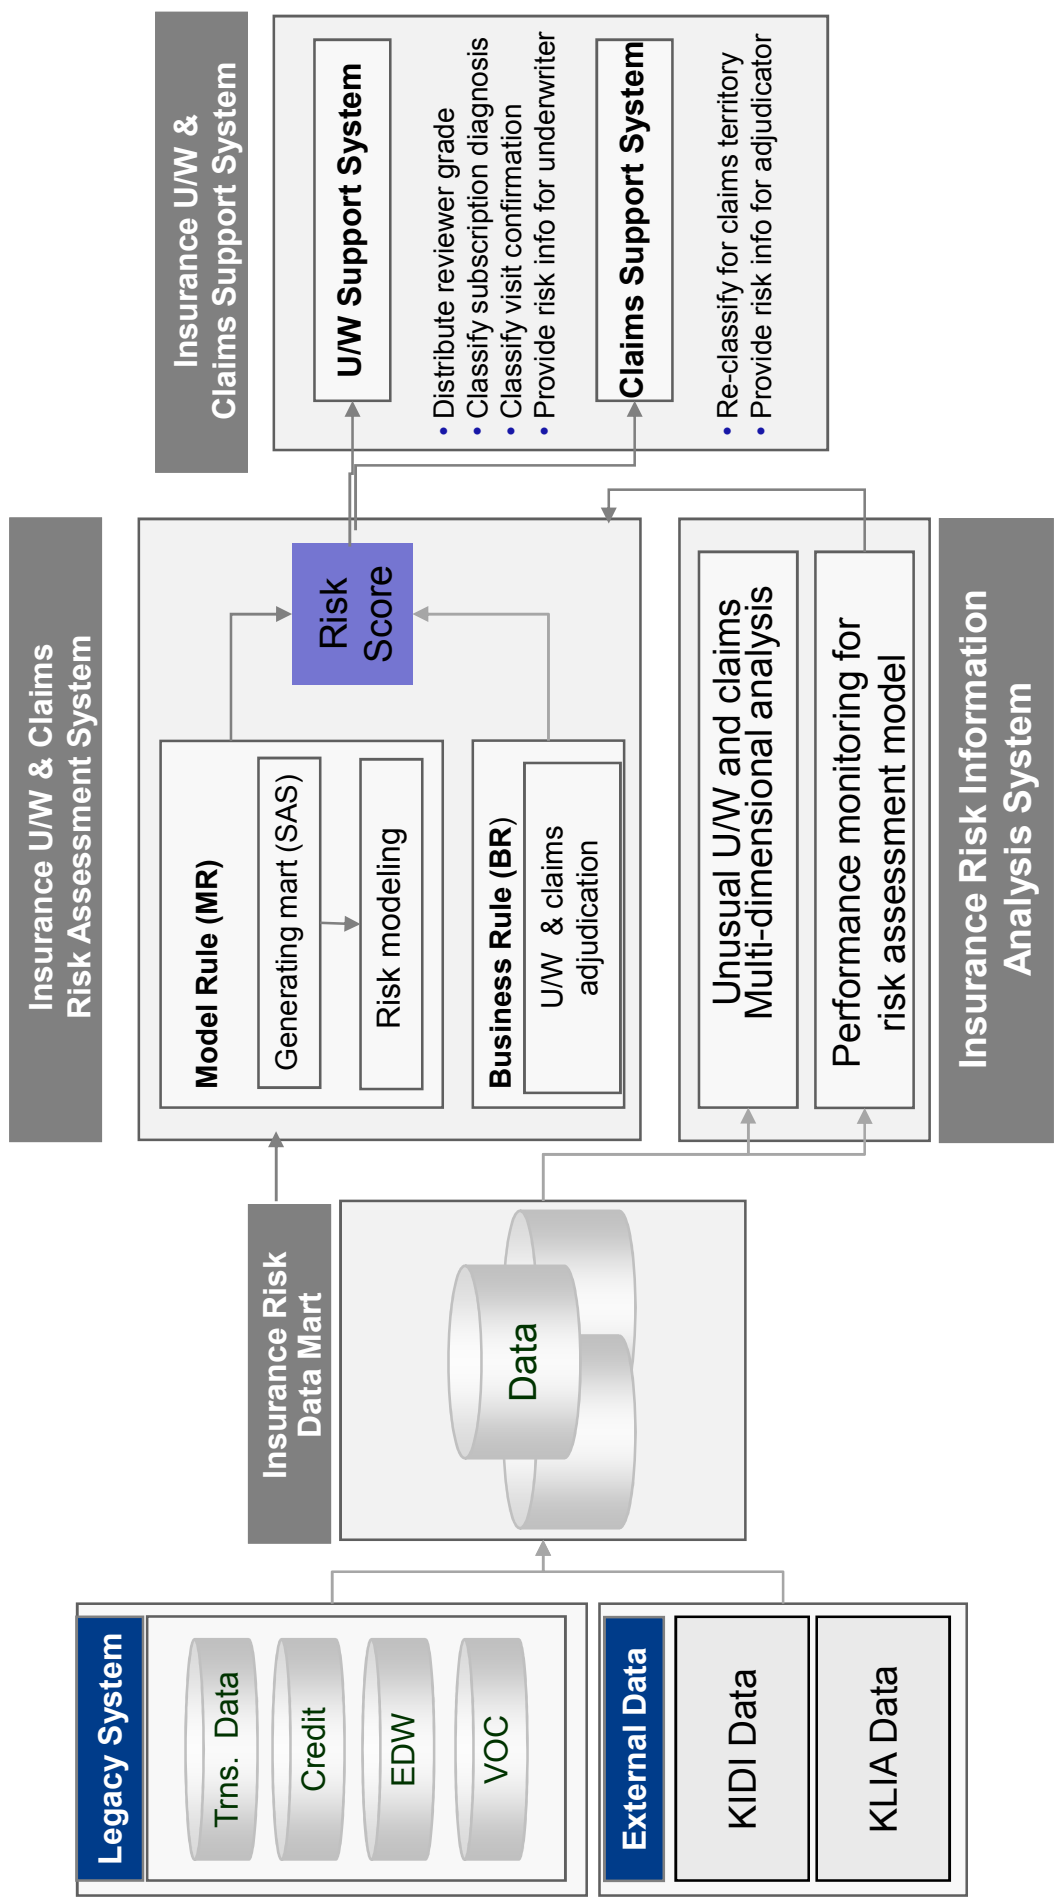 Legacy System
Trns. Data
Credit
EDW
VOC
External Data
KIDI Data
KLIA Data
Insurance Risk
Data Mart
Data
Insurance U/W & Claims
Risk Assessment System
Model Rule (MR)
Generating mart (SAS)
Risk modeling
Business Rule (BR)
U/W & claims
adjudication
Risk
Score
Unusual U/W and claims
Multi-dimensional analysis
Performance monitoring for
risk assessment model
Insurance Risk Information
Analysis System
Insurance U/W &
Claims Support System
U/W Support System
• Distribute reviewer grade
• Classify subscription diagnosis
• Classify visit confirmation
• Provide risk info for underwriter
Claims Support System
• Re-classify for claims territory
• Provide risk info for adjudicator